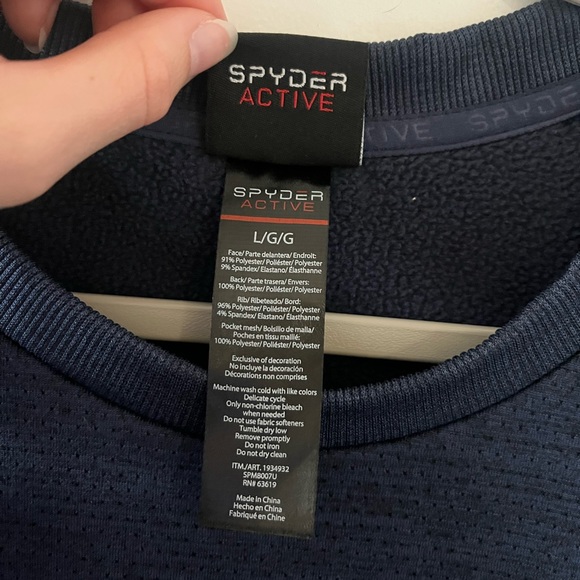 SPYDER
ACTIVE
TIVE SPYDER
SPYDER
ACTIVE
L/G/G
Face/ Parte delantera/ Endroit:
91% Polyester/ Poliéster/ Polyester
9% Spandex/ Elastano/ Élasthanne
Back/ Parte trasera/ Envers:
100% Polyester/ Poliéster/ Polyester
Rib/ Ribeteado/ Bord:
96% Polyester/ Poliéster/ Polyester
4% Spandex/ Elastano/ Élasthanne
Pocket mesh/ Bolsillo de malla/
Poches en tissu maillé:
100% Polyester/ Poliéster/ Polyester
Exclusive of decoration
No incluye la decoración
Décorations non comprises
Machine wash cold with like colors
Delicate cycle
Only non-chlorine bleach
when needed
Do not use fabric softeners
Tumble dry low
Remove promptly
Do not iron
Do not dry clean
ITM./ART. 1934932
SPMB007U
RN# 63619
Made in China
Hecho en China
Fabriqué en Chine